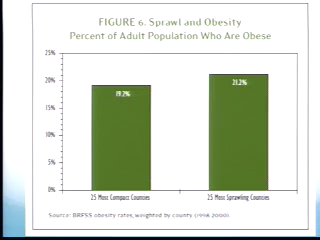 FIGURE 6. Sprawl and Obesity
Percent of Adult Population Who Are Obese
25%
20%
15%
10%
5%
0%
19.2%
21.2%
25 Most Compact Counties
25 Most Sprawling Counties
Source: BRFSS obesity rates, weighted by county (1998-2000).